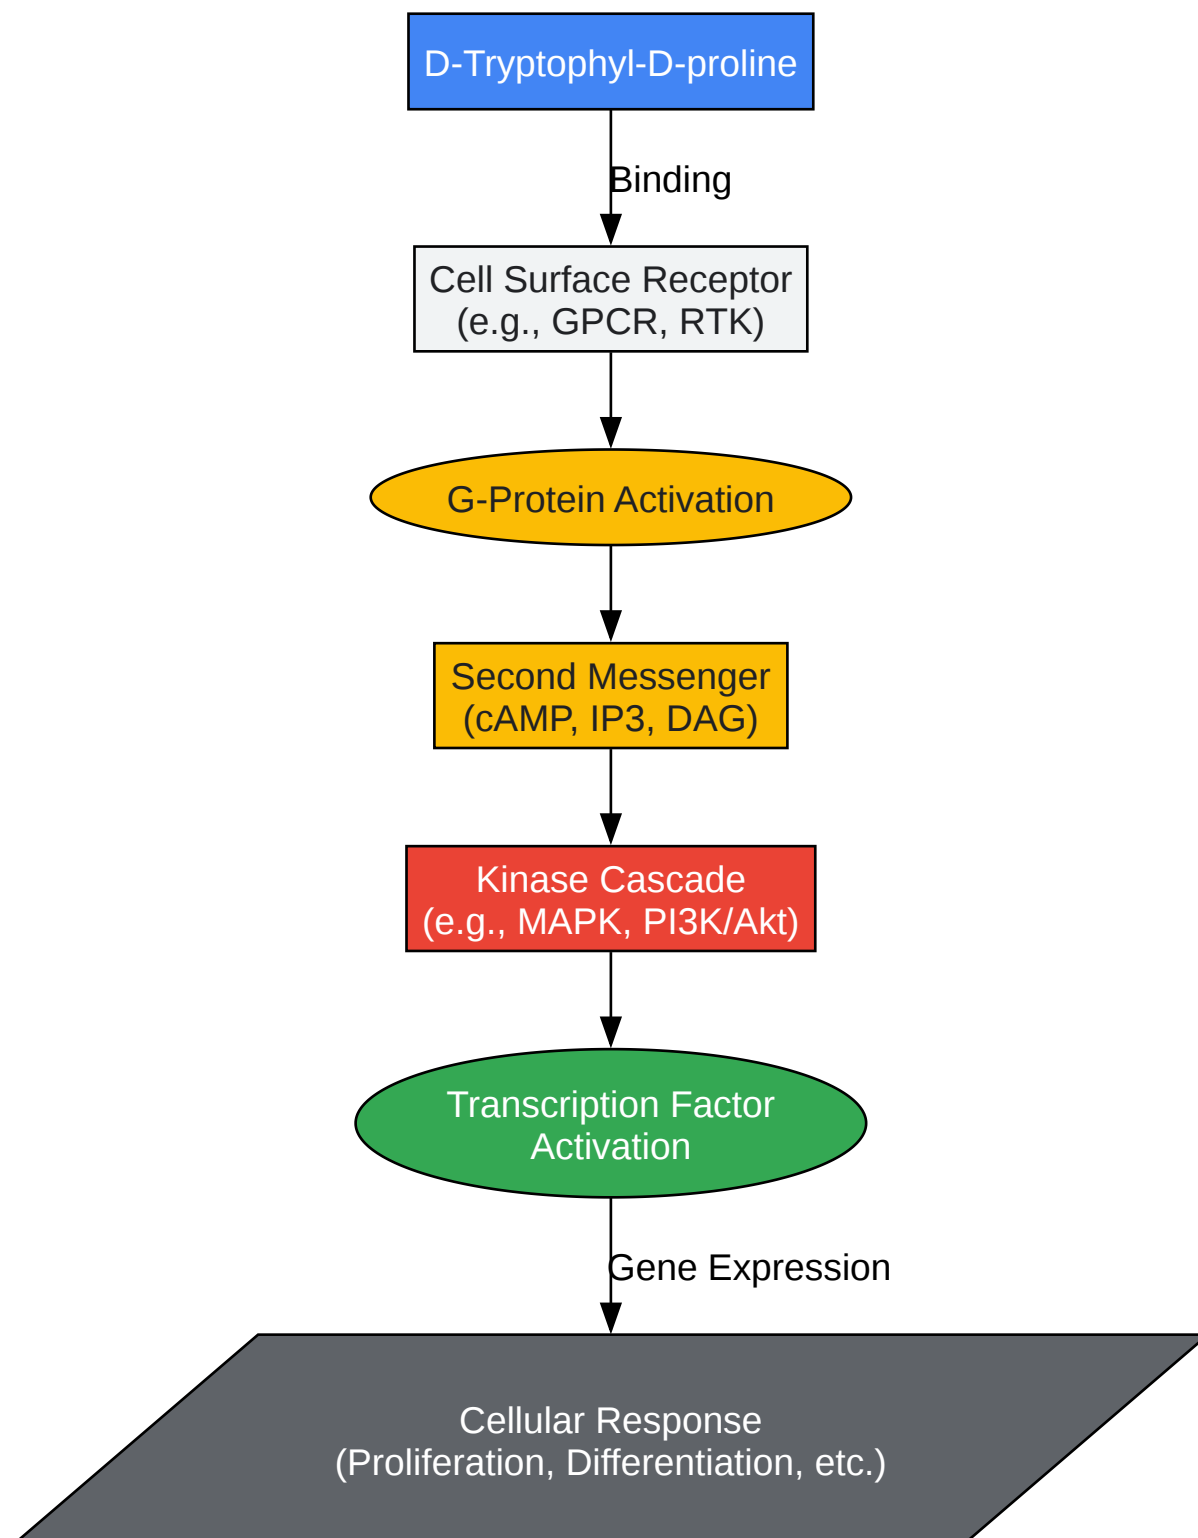 D-Tryptophyl-D-proline
Binding
Cell Surface Receptor
(e.g., GPCR, RTK)
G-Protein Activation
Second Messenger
(cAMP, IP3, DAG)
Kinase Cascade
(e.g., MAPK, PI3K/Akt)
Transcription Factor
Activation
Gene Expression
Cellular Response
(Proliferation, Differentiation, etc.)